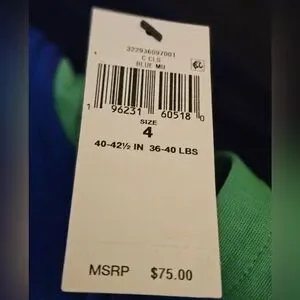 322936597001
C CLS
BLUE MU
1 96231 60518 0
SIZE
4
40-42½ IN 36-40 LBS
MSRP $75.00